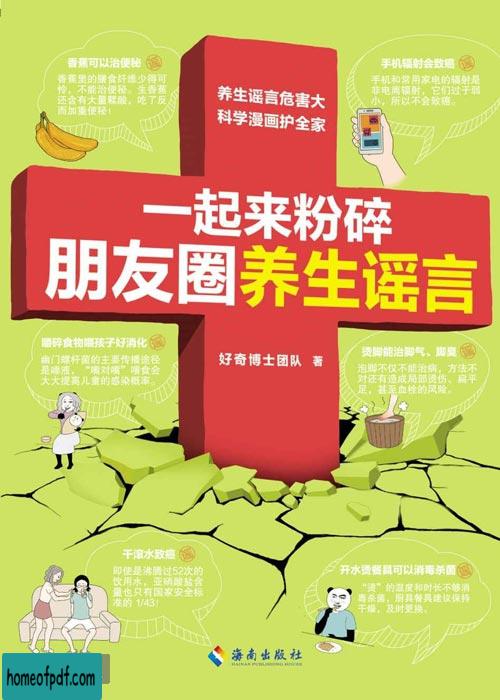 香蕉可以治便秘 谣
香蕉里的膳食纤维少得可
怜，不能治便秘。生香蕉
还含有大量鞣酸，吃了反
而加重便秘！
手机辐射会致癌 谣
手机和常用家电的辐射是
非电离辐射，它们过于弱
小，所以不会致癌。
养生谣言危害大
科学漫画护全家
一起来粉碎
朋友圈养生谣言
好奇博士团队 著
嚼碎食物喂孩子好消化 谣
幽门螺杆菌的主要传播途径
是唾液，“嘴对嘴”喂食会
大大提高儿童的感染概率。
烫脚能治脚气、脚臭 谣
泡脚不仅不能治病，方法不
对还有造成局部烫伤、扁平
足，甚至血栓的风险。
千滚水致癌 谣
即使是沸腾过52次的
饮用水，亚硝酸盐含
量也只有国家安全标
准的 1/43！
开水烫餐具可以消毒杀菌 谣
“烫”的温度和时长不够消
毒杀菌，厨具餐具建议保持
干燥，及时更换。
海南出版社
HAINAN PUBLISHING HOUSE
homeofpdf.com